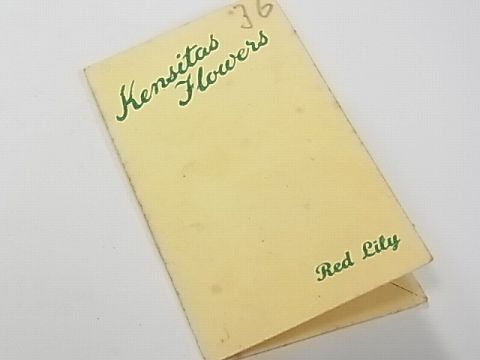 36
Kensitas
Flowers
Red Lily